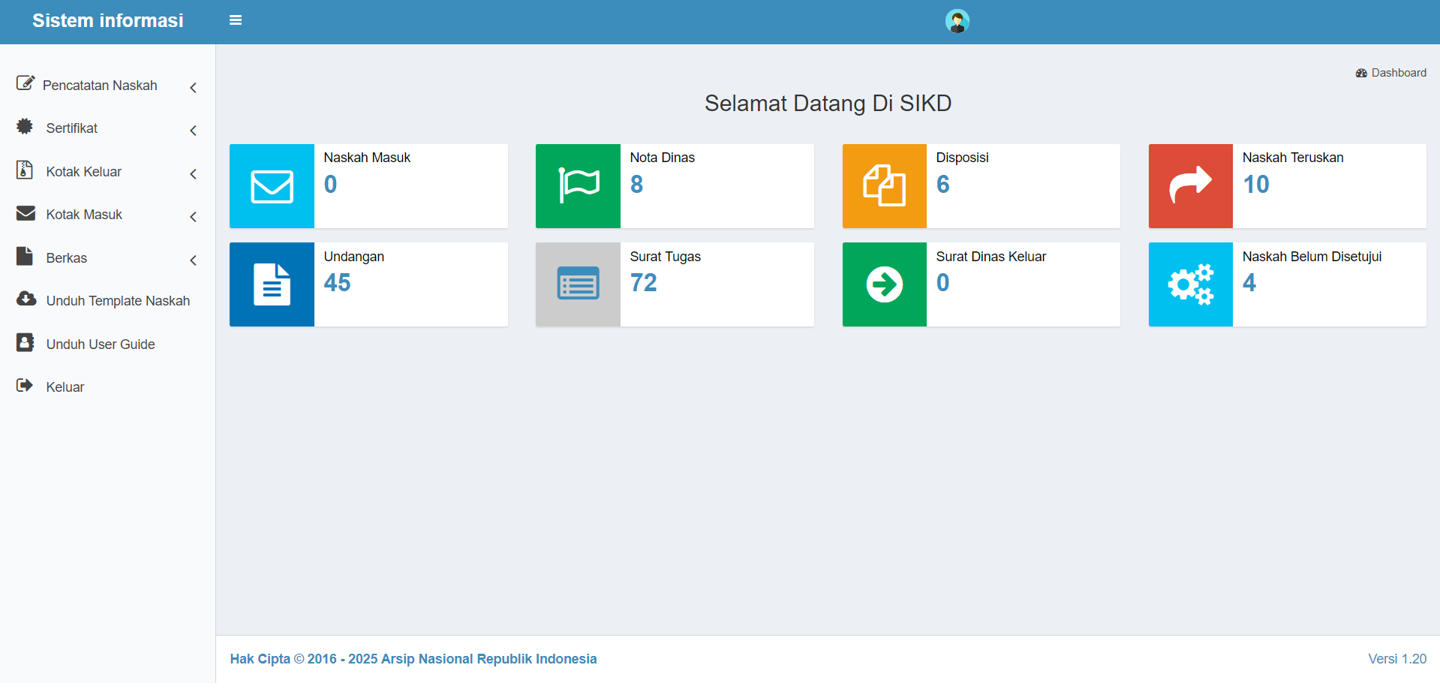 Sistem informasi
Pencatatan Naskah
Sertifikat
Kotak Keluar
Kotak Masuk
Berkas
Unduh Template Naskah
Unduh User Guide
Keluar
Dashboard
Selamat Datang Di SIKD
Naskah Masuk
0
Nota Dinas
8
Disposisi
6
Naskah Teruskan
10
Undangan
45
Surat Tugas
72
Surat Dinas Keluar
0
Naskah Belum Disetujui
4
Hak Cipta © 2016 - 2025 Arsip Nasional Republik Indonesia
Versi 1.20